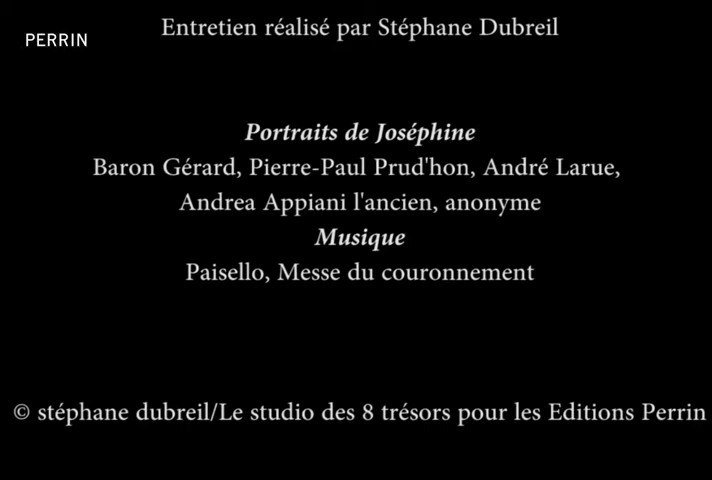 PERRIN
Entretien réalisé par Stéphane Dubreil
Portraits de Joséphine
Baron Gérard, Pierre-Paul Prud'hon, André Larue,
Andrea Appiani l'ancien, anonyme
Musique
Paisello, Messe du couronnement
© stéphane dubreil/Le studio des 8 trésors pour les Editions Perrin